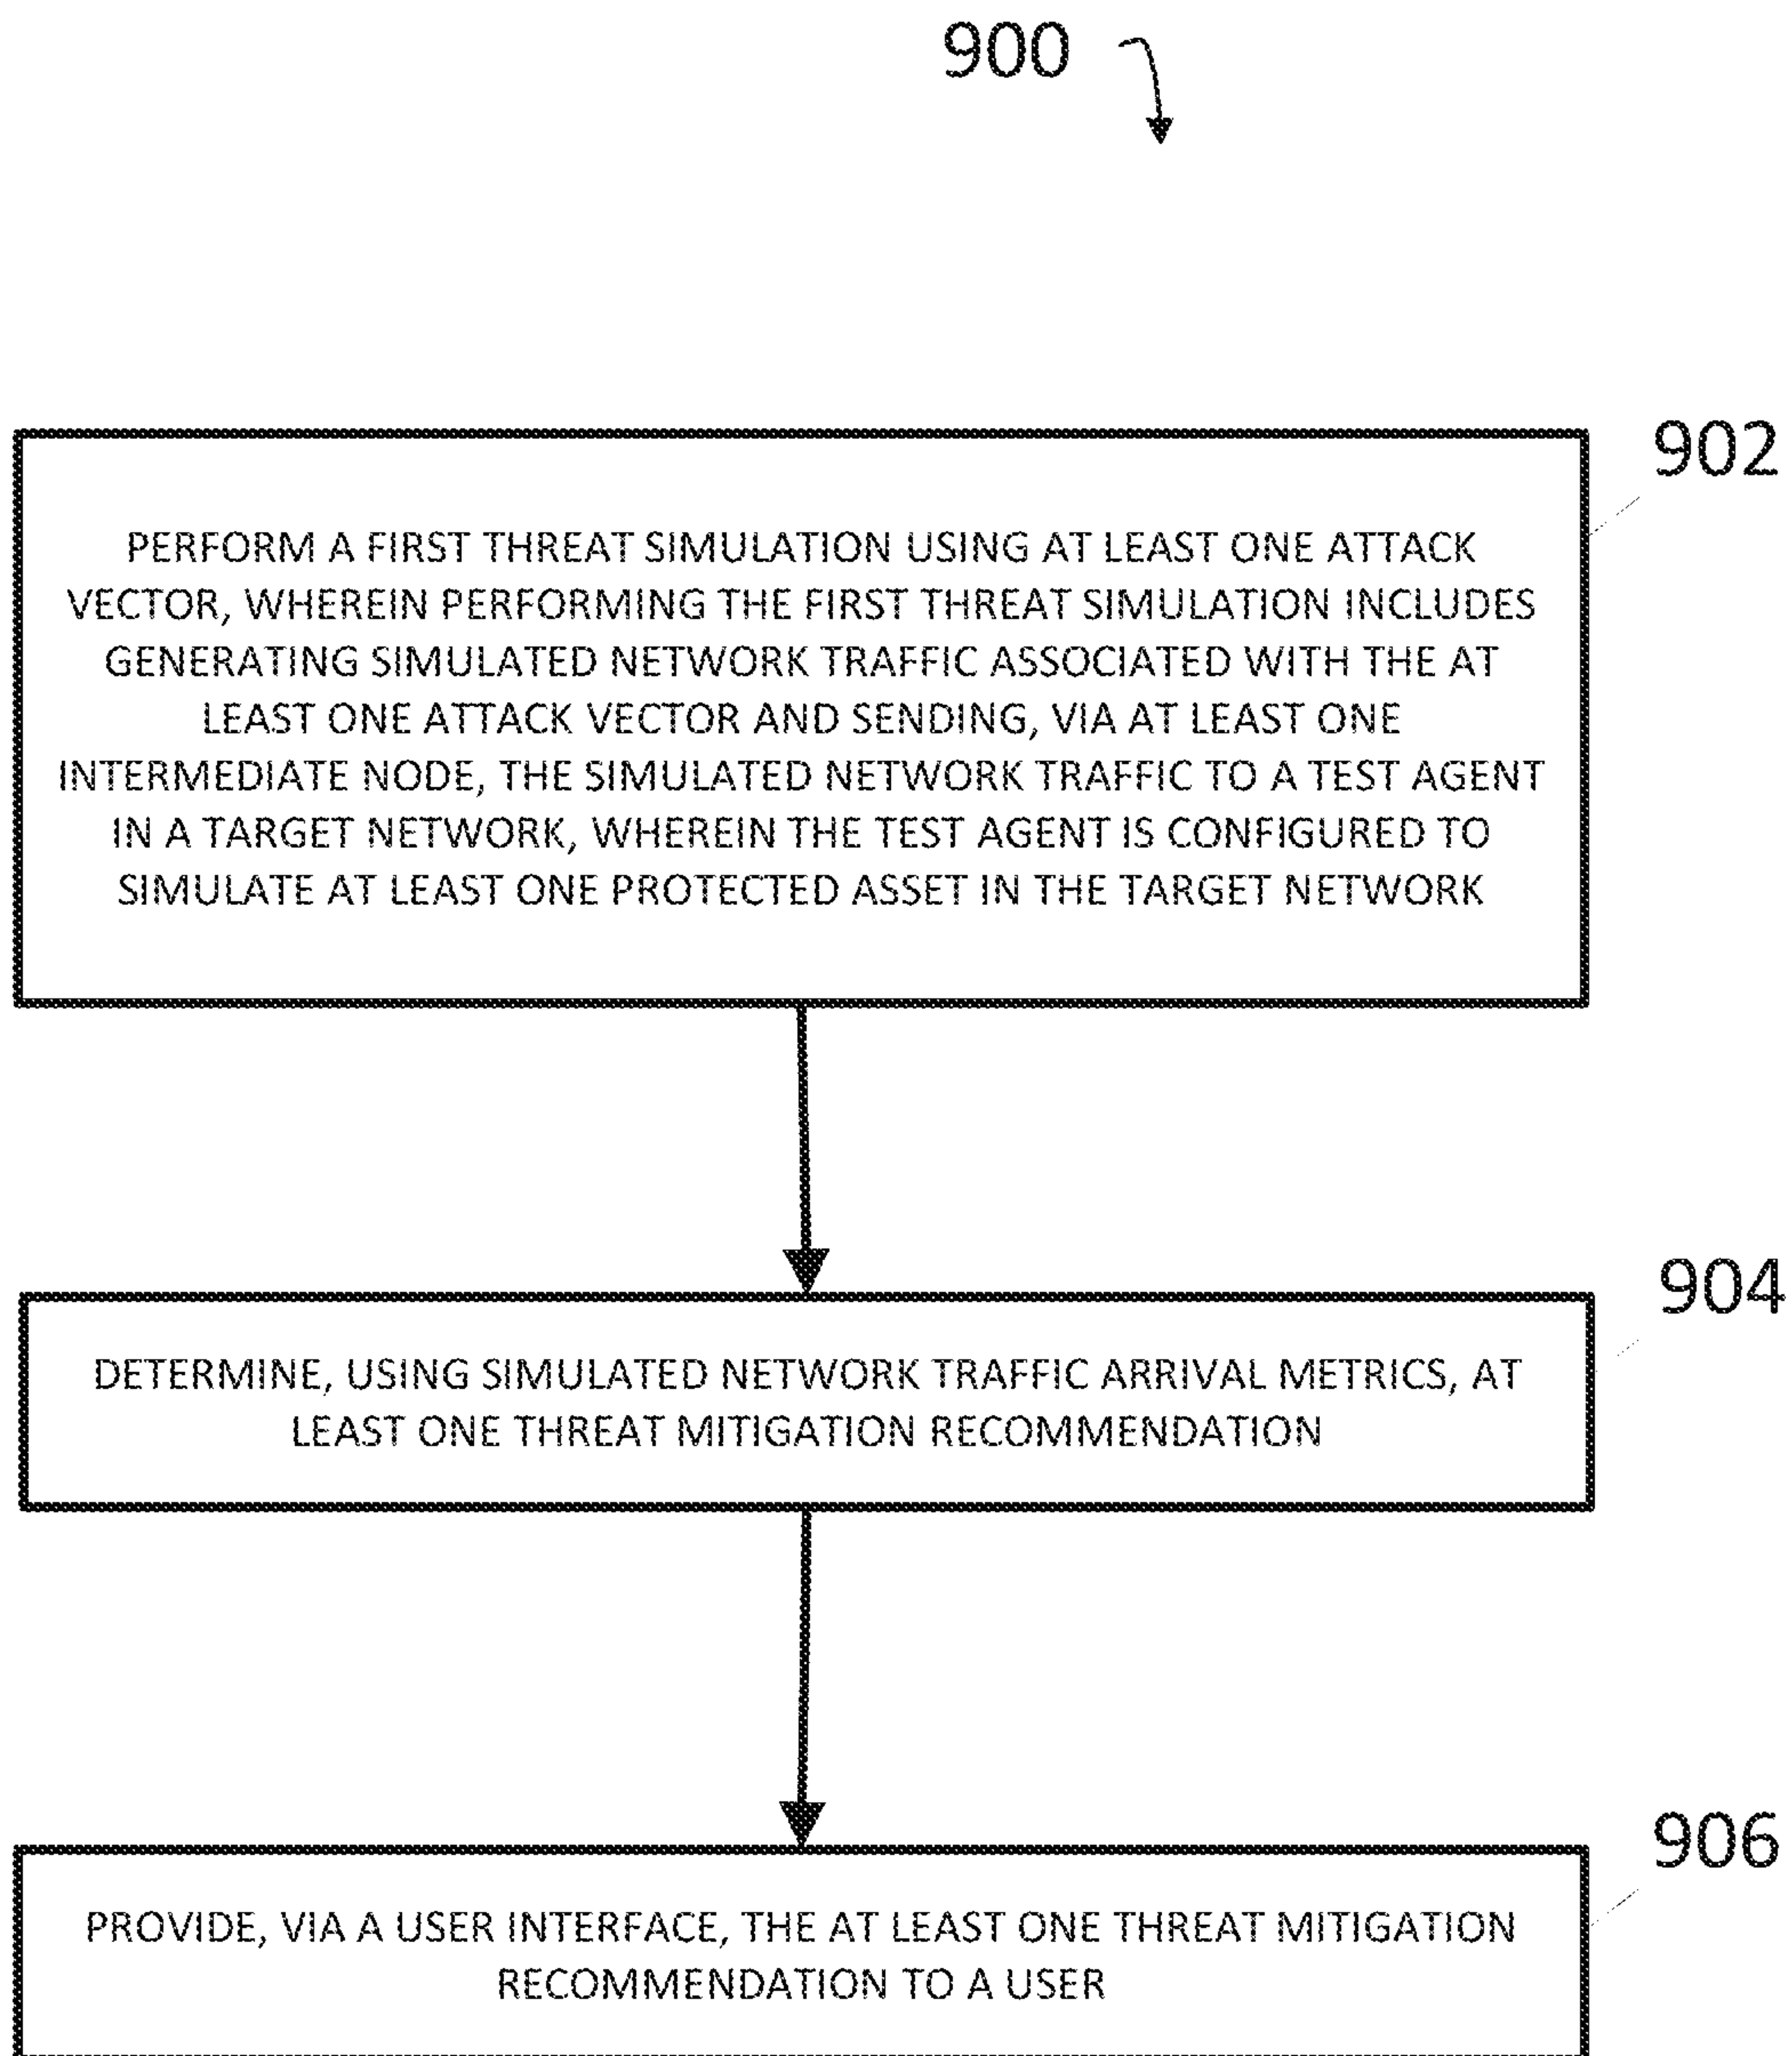 900
902
PERFORM A FIRST THREAT SIMULATION USING AT LEAST ONE ATTACK
VECTOR, WHEREIN PERFORMING THE FIRST THREAT SIMULATION INCLUDES
GENERATING SIMULATED NETWORK TRAFFIC ASSOCIATED WITH THE AT
LEAST ONE ATTACK VECTOR AND SENDING, VIA AT LEAST ONE
INTERMEDIATE NODE, THE SIMULATED NETWORK TRAFFIC TO A TEST AGENT
IN A TARGET NETWORK, WHEREIN THE TEST AGENT IS CONFIGURED TO
SIMULATE AT LEAST ONE PROTECTED ASSET IN THE TARGET NETWORK
904
DETERMINE, USING SIMULATED NETWORK TRAFFIC ARRIVAL METRICS, AT
LEAST ONE THREAT MITIGATION RECOMMENDATION
906
PROVIDE, VIA A USER INTERFACE, THE AT LEAST ONE THREAT MITIGATION
RECOMMENDATION TO A USER